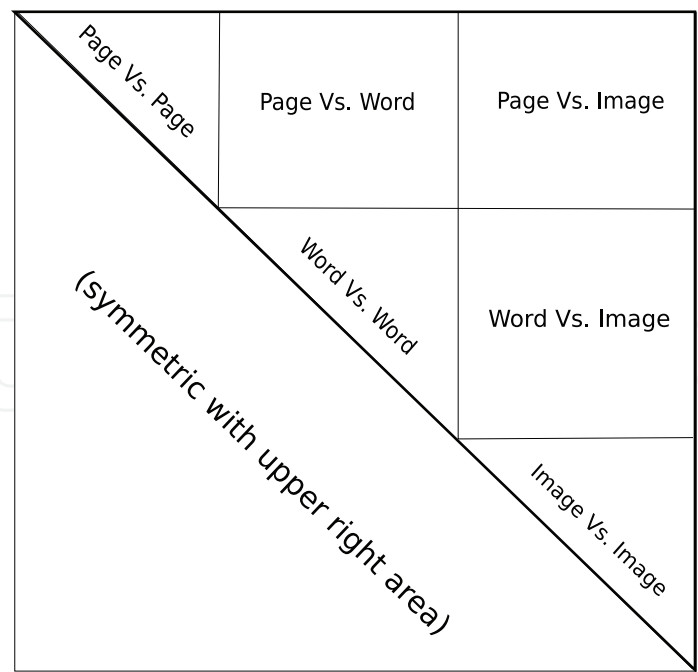 Page Vs. Page
Page Vs. Word
Page Vs. Image
Word Vs. Word
Word Vs. Image
(symmetric with upper right area)
Image Vs. Image